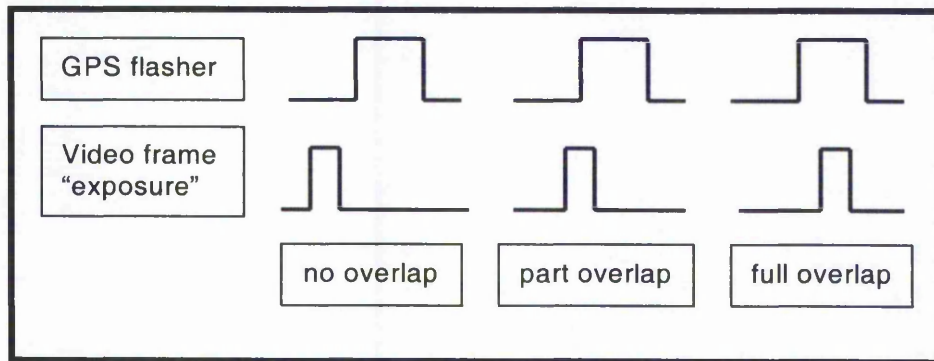 GPS flasher
Video frame
“exposure”
no overlap
part overlap
full overlap